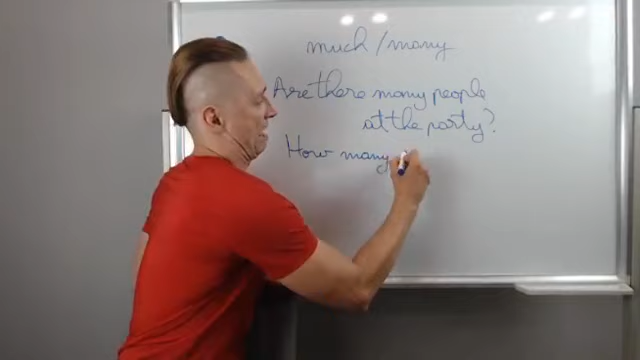 much / many
Are there many people
at the party?
How many